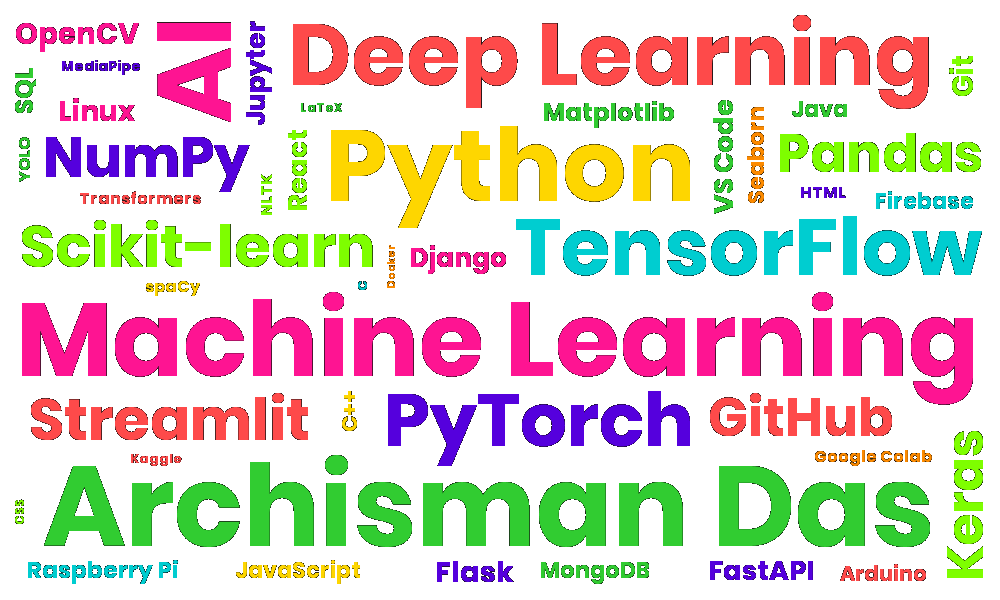 OpenCV
AI
Jupyter
Deep Learning
Git
MediaPipe
SQL
Linux
LaTeX
Matplotlib
VS Code
Seaborn
Java
YOLO
NumPy
NLTK
React
Python
Pandas
Transformers
HTML
Firebase
Scikit-learn
spaCy
C
Docker
Django
TensorFlow
Machine Learning
Streamlit
C++
PyTorch
GitHub
Kaggle
Google Colab
Keras
CSS
Archisman Das
Raspberry Pi
JavaScript
Flask
MongoDB
FastAPI
Arduino